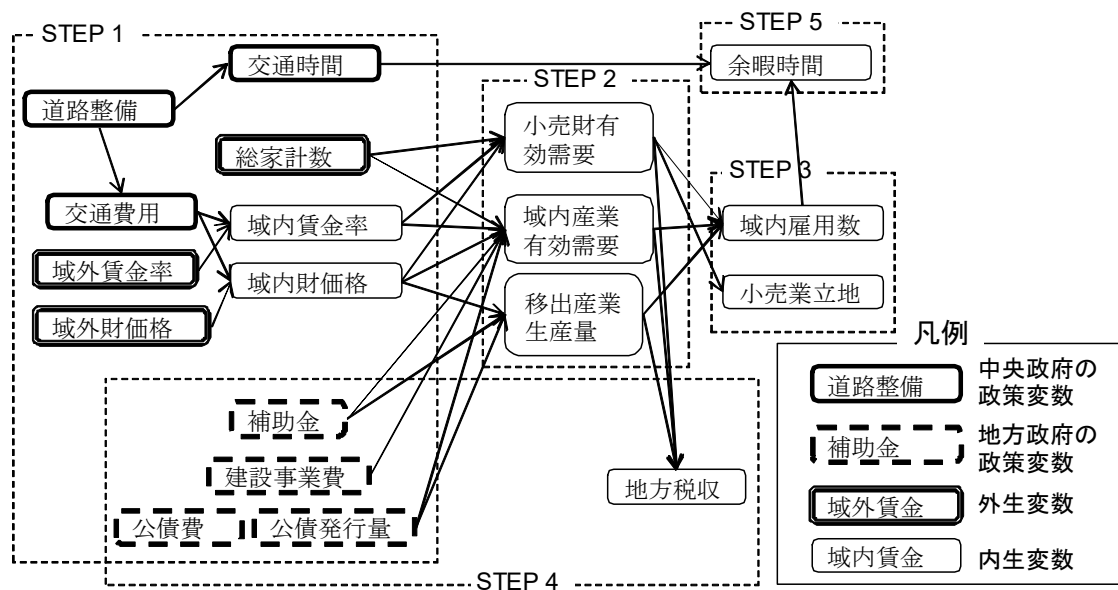 STEP 1
交通時間
道路整備
総家計数
交通費用
域内賃金率
域外賃金率
域内財価格
域外財価格
STEP 2
小売財有
効需要
域内産業
有効需要
移出産業
生産量
STEP 5
余暇時間
STEP 3
域内雇用数
小売業立地
補助金
建設事業費
公債費
公債発行量
地方税収
STEP 4
凡例
道路整備
中央政府の
政策変数
補助金
地方政府の
政策変数
域外賃金
外生変数
域内賃金
内生変数